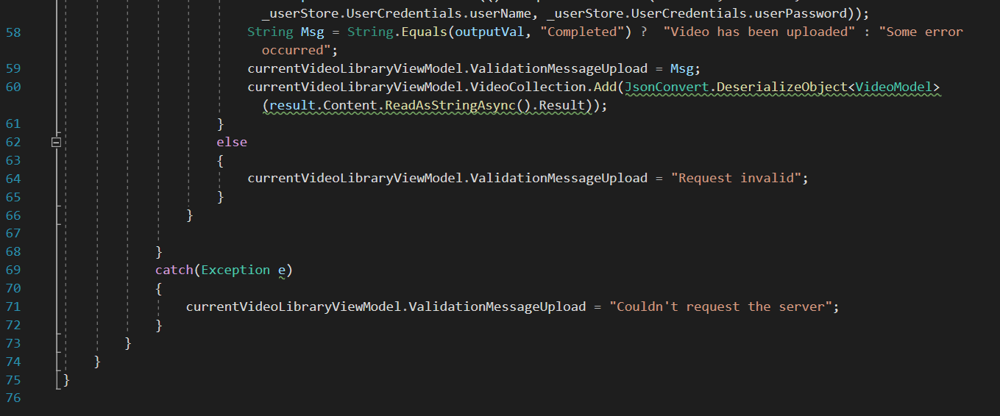 _userStore.UserCredentials.userName, _userStore.UserCredentials.userPassword));
58 String Msg = String.Equals(outputVal, "Completed") ?  "Video has been uploaded" : "Some error
occurred";
59 currentVideoLibraryViewModel.ValidationMessageUpload = Msg;
60 currentVideoLibraryViewModel.VideoCollection.Add(JsonConvert.DeserializeObject<VideoModel>
(result.Content.ReadAsStringAsync().Result));
61 }
62 else
63 {
64 currentVideoLibraryViewModel.ValidationMessageUpload = "Request invalid";
65 }
66 }
67
68 }
69 catch(Exception e)
70 {
71 currentVideoLibraryViewModel.ValidationMessageUpload = "Couldn't request the server";
72 }
73 }
74 }
75 }
76